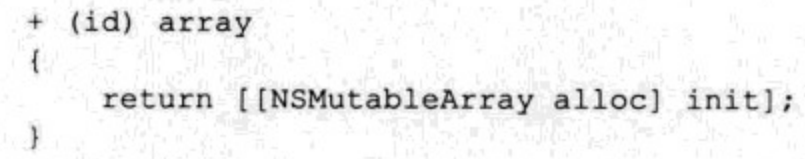 + (id) array
{
    return [[NSMutableArray alloc] init];
}